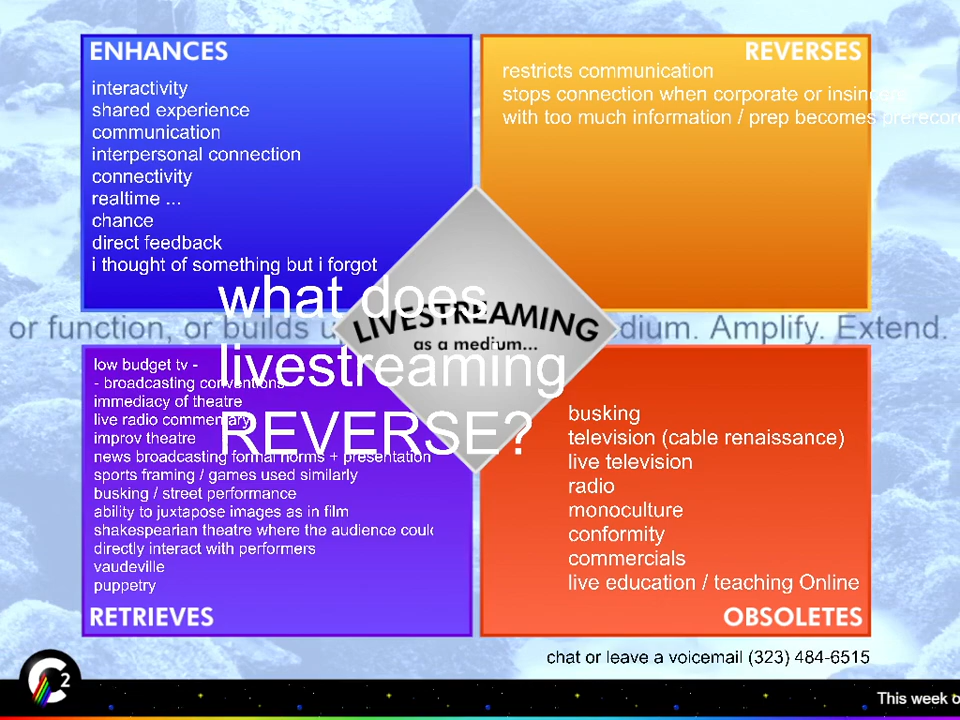 ENHANCES
interactivity
shared experience
communication
interpersonal connection
connectivity
realtime ...
chance
direct feedback
i thought of something but i forgot
REVERSES
restricts communication
stops connection when corporate or insincere
with too much information / prep becomes prerecor
what does
livestreaming
REVERSE?
or function, or builds u dium. Amplify. Extend.
LIVESTREAMING
as a medium...
low budget tv -
- broadcasting conventions
immediacy of theatre
live radio commentary
improv theatre
news broadcasting formal norms + presentation
sports framing / games used similarly
busking / street performance
ability to juxtapose images as in film
shakespearian theatre where the audience could
directly interact with performers
vaudeville
puppetry
RETRIEVES
busking
television (cable renaissance)
live television
radio
monoculture
conformity
commercials
live education / teaching Online
OBSOLETES
chat or leave a voicemail (323) 484-6515
C2
This week o